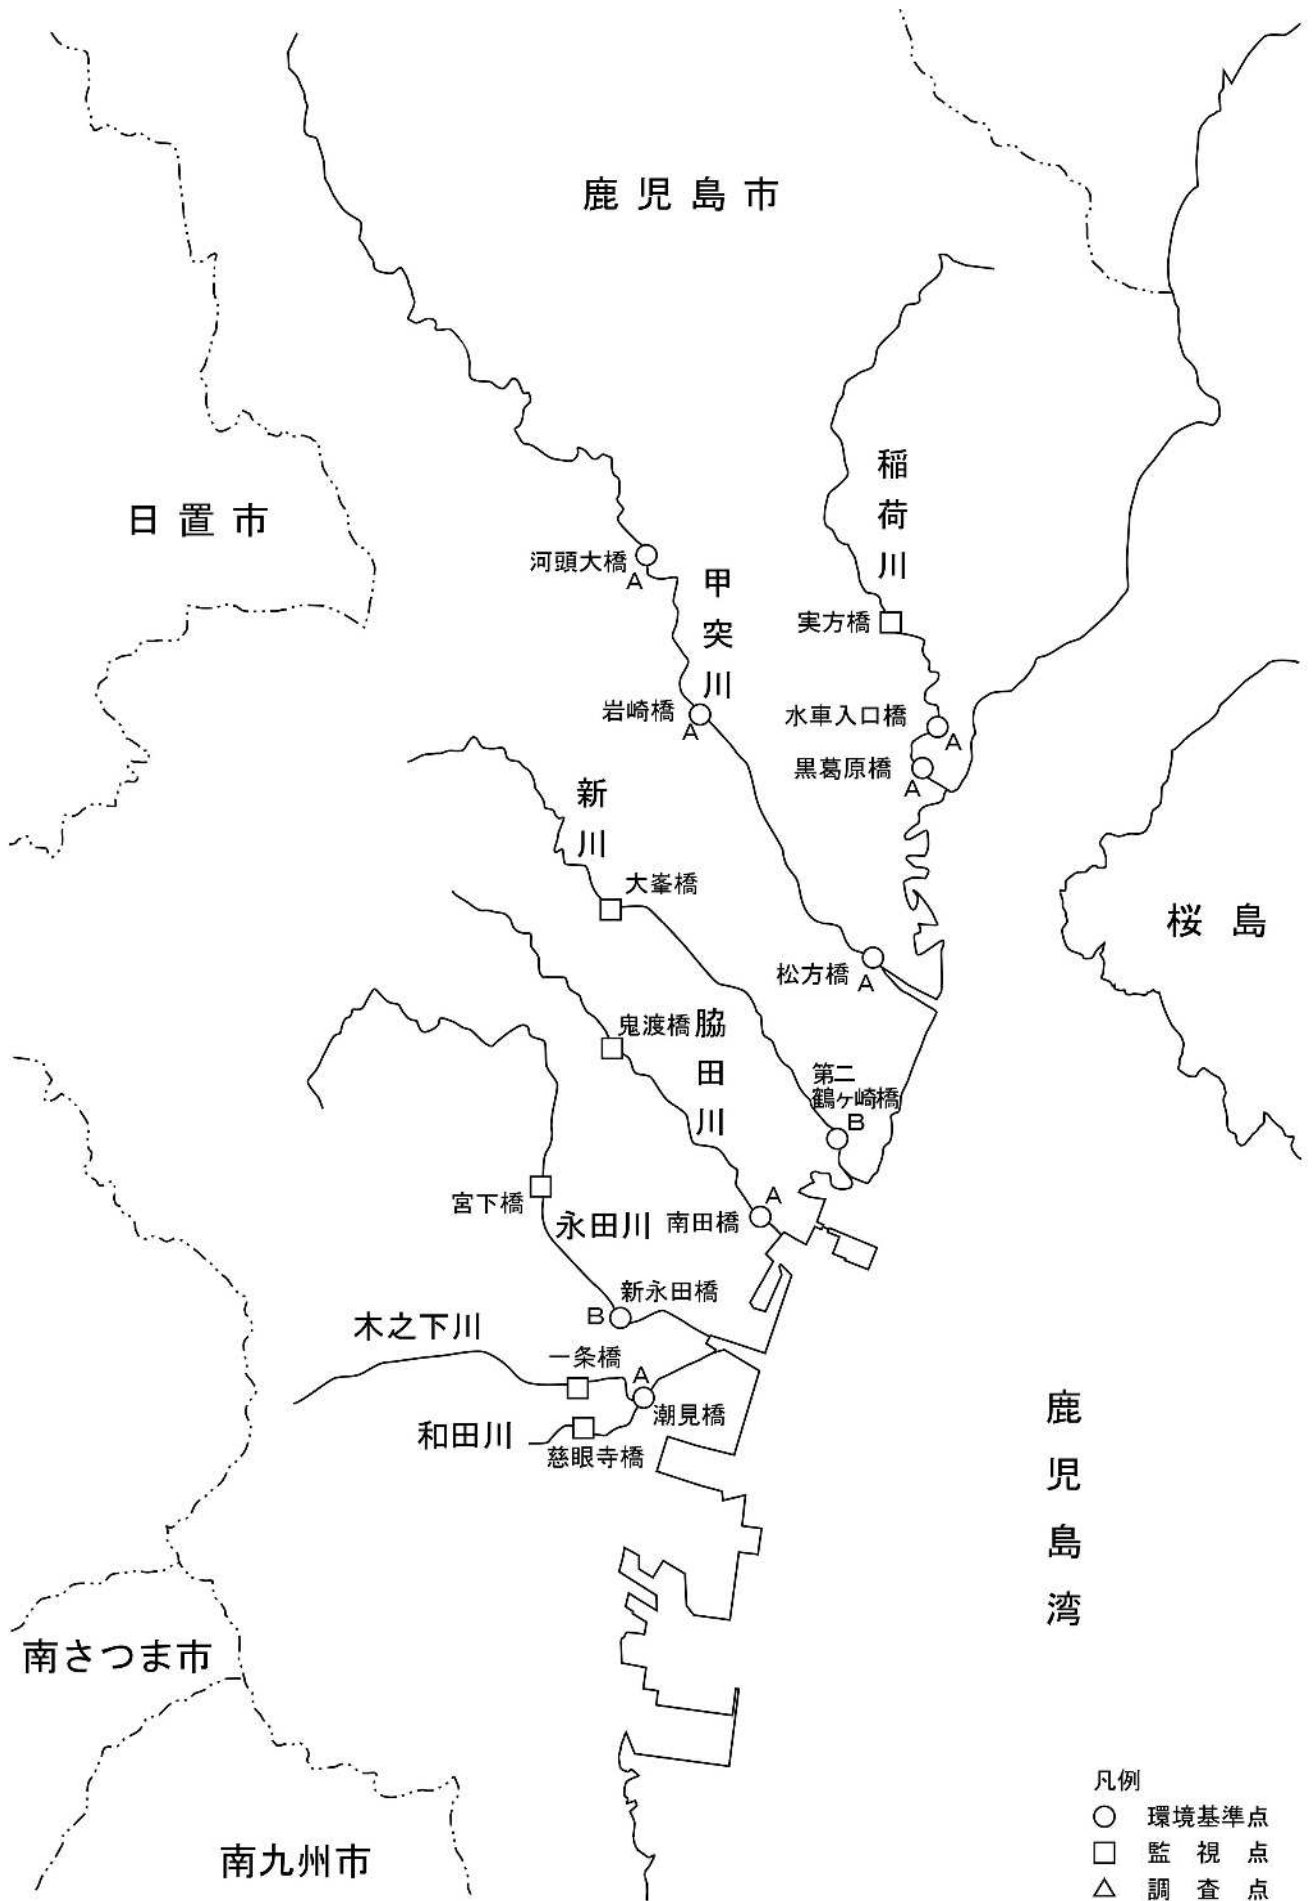 鹿児島市
稲荷川
日置市
河頭大橋
A
甲突川
実方橋
岩崎橋
A
水車入口橋
A
黒葛原橋
A
新川
大峯橋
桜島
松方橋
A
鬼渡橋
脇田川
第二
鶴ヶ崎橋
B
宮下橋
永田川
南田橋
A
新永田橋
B
木之下川
一条橋
A
潮見橋
和田川
慈眼寺橋
鹿児島湾
南さつま市
南九州市
凡例
○ 環境基準点
□ 監視点
△ 調査点